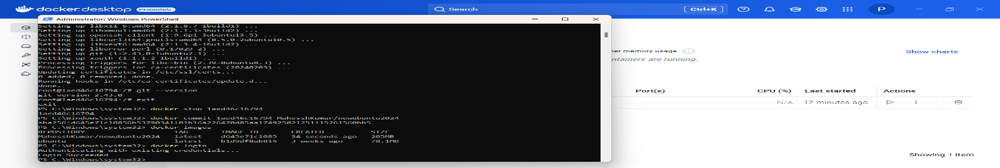 docker desktop PERSONAL
Search
Ctrl+K
P
Administrator: Windows PowerShell
Setting up libx11-6:amd64 (2:1.8.7-1build1) ...
Setting up libxmuu1:amd64 (2:1.1.3-3build2) ...
Setting up openssh-client (1:9.6p1-3ubuntu13.5) ...
Setting up libcurl3t64-gnutls:amd64 (8.5.0-2ubuntu10.5) ...
Setting up libxext6:amd64 (2:1.3.4-1build2) ...
Setting up liberror-perl (0.17029-2) ...
Setting up git (1:2.43.0-1ubuntu7.1) ...
Setting up xauth (1:1.1.2-1build1) ...
Processing triggers for libc-bin (2.39-0ubuntu8.3) ...
Processing triggers for ca-certificates (20240203) ...
Updating certificates in /etc/ssl/certs...
0 added, 0 removed; done.
Running hooks in /etc/ca-certificates/update.d...
done.
root@1aed46c16794:/# git --version
git version 2.43.0
root@1aed46c16794:/# exit
exit
PS C:\Windows\system32> docker stop 1aed46c16794
1aed46c16794
PS C:\Windows\system32> docker commit 1aed46c16794 MahesshKumar/newubuntu2024
PS C:\Windows\system32> docker images
REPOSITORY TAG IMAGE ID CREATED SIZE
MahesshKumar/newubuntu2024 latest d645e71c1085 34 seconds ago 205MB
ubuntu latest b1d9df8ab815 3 weeks ago 78.1MB
PS C:\Windows\system32> docker login
Authenticating with existing credentials...
Login Succeeded
PS C:\Windows\system32>
memory usage
ntainers are running.
Show charts
Port(s) CPU (%) Last started Actions
N/A 12 minutes ago
Showing 1 item